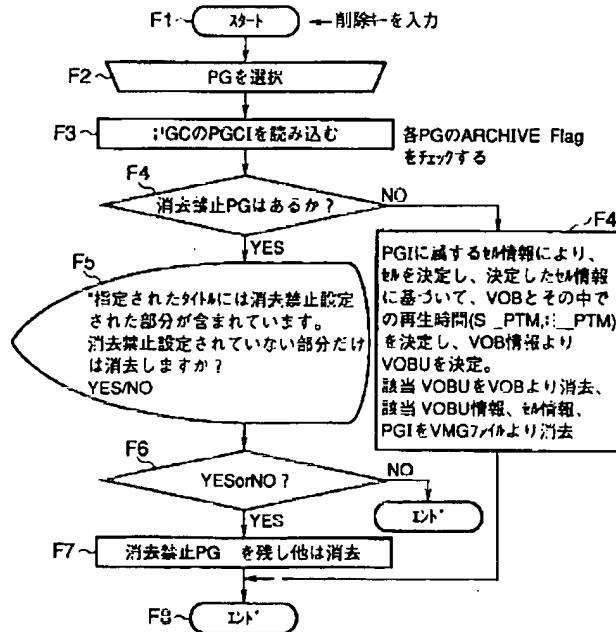 F1
スタート
←削除キーを入力
F2
PGを選択
F3
GCのPGCIを読み込む
各PGのARCHIVE Flag
をチェックする
F4
消去禁止PGはあるか?
NO
YES
F4
PGIに属するセル情報により、
セルを決定し、決定したセル情報
に基づいて、VOBとその中で
の再生時間(S_PTM, _PTM)
を決定し、VOB情報より
VOBUを決定。
該当 VOBUをVOBより消去、
該当 VOBU情報、セル情報、
PGIをVMGファイルより消去
F5
"指定されたタイトルには消去禁止設定
された部分が含まれています。
消去禁止設定されていない部分だけ
は消去しますか?
YES/NO
F6
YESorNO?
NO
エンド
YES
F7
消去禁止PG を残し他は消去
F8
エンド